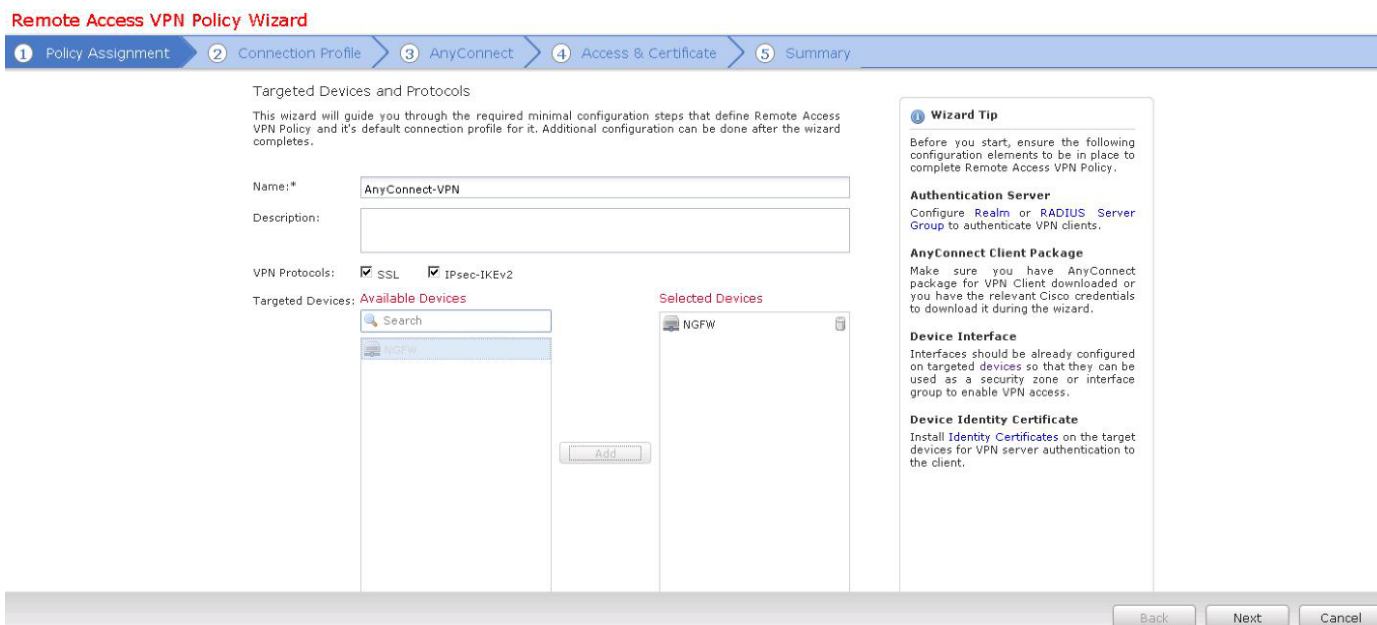 Remote Access VPN Policy Wizard
1 Policy Assignment 2 Connection Profile 3 AnyConnect 4 Access & Certificate 5 Summary
Targeted Devices and Protocols
This wizard will guide you through the required minimal configuration steps that define Remote Access
VPN Policy and it's default connection profile for it. Additional configuration can be done after the wizard
completes.
Name:* AnyConnect-VPN
Description:
VPN Protocols: SSL IPsec-IKEv2
Targeted Devices: Available Devices Selected Devices
Search
NGFW
NGFW
Add
Wizard Tip
Before you start, ensure the following
configuration elements to be in place to
complete Remote Access VPN Policy.
Authentication Server
Configure Realm or RADIUS Server
Group to authenticate VPN clients.
AnyConnect Client Package
Make sure you have AnyConnect
package for VPN Client downloaded or
you have the relevant Cisco credentials
to download it during the wizard.
Device Interface
Interfaces should be already configured
on targeted devices so that they can be
used as a security zone or interface
group to enable VPN access.
Device Identity Certificate
Install Identity Certificates on the target
devices for VPN server authentication to
the client.
Back Next Cancel